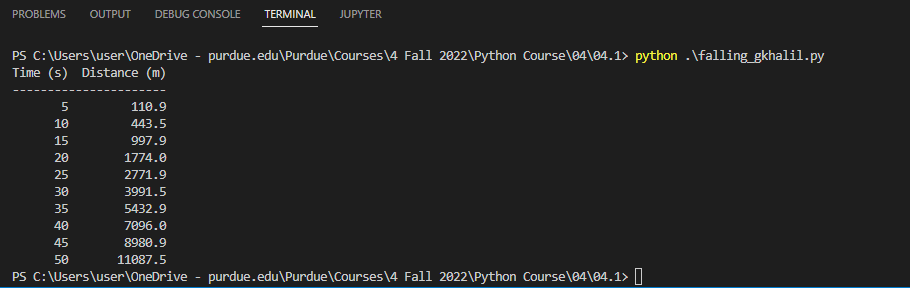 PROBLEMS OUTPUT DEBUG CONSOLE TERMINAL JUPYTER
PS C:\Users\user\OneDrive - purdue.edu\Purdue\Courses\4 Fall 2022\Python Course\04\04.1> python .\falling_gkhalil.py
Time (s)  Distance (m)
----------------------
       5         110.9
      10         443.5
      15         997.9
      20        1774.0
      25        2771.9
      30        3991.5
      35        5432.9
      40        7096.0
      45        8980.9
      50       11087.5
PS C:\Users\user\OneDrive - purdue.edu\Purdue\Courses\4 Fall 2022\Python Course\04\04.1>